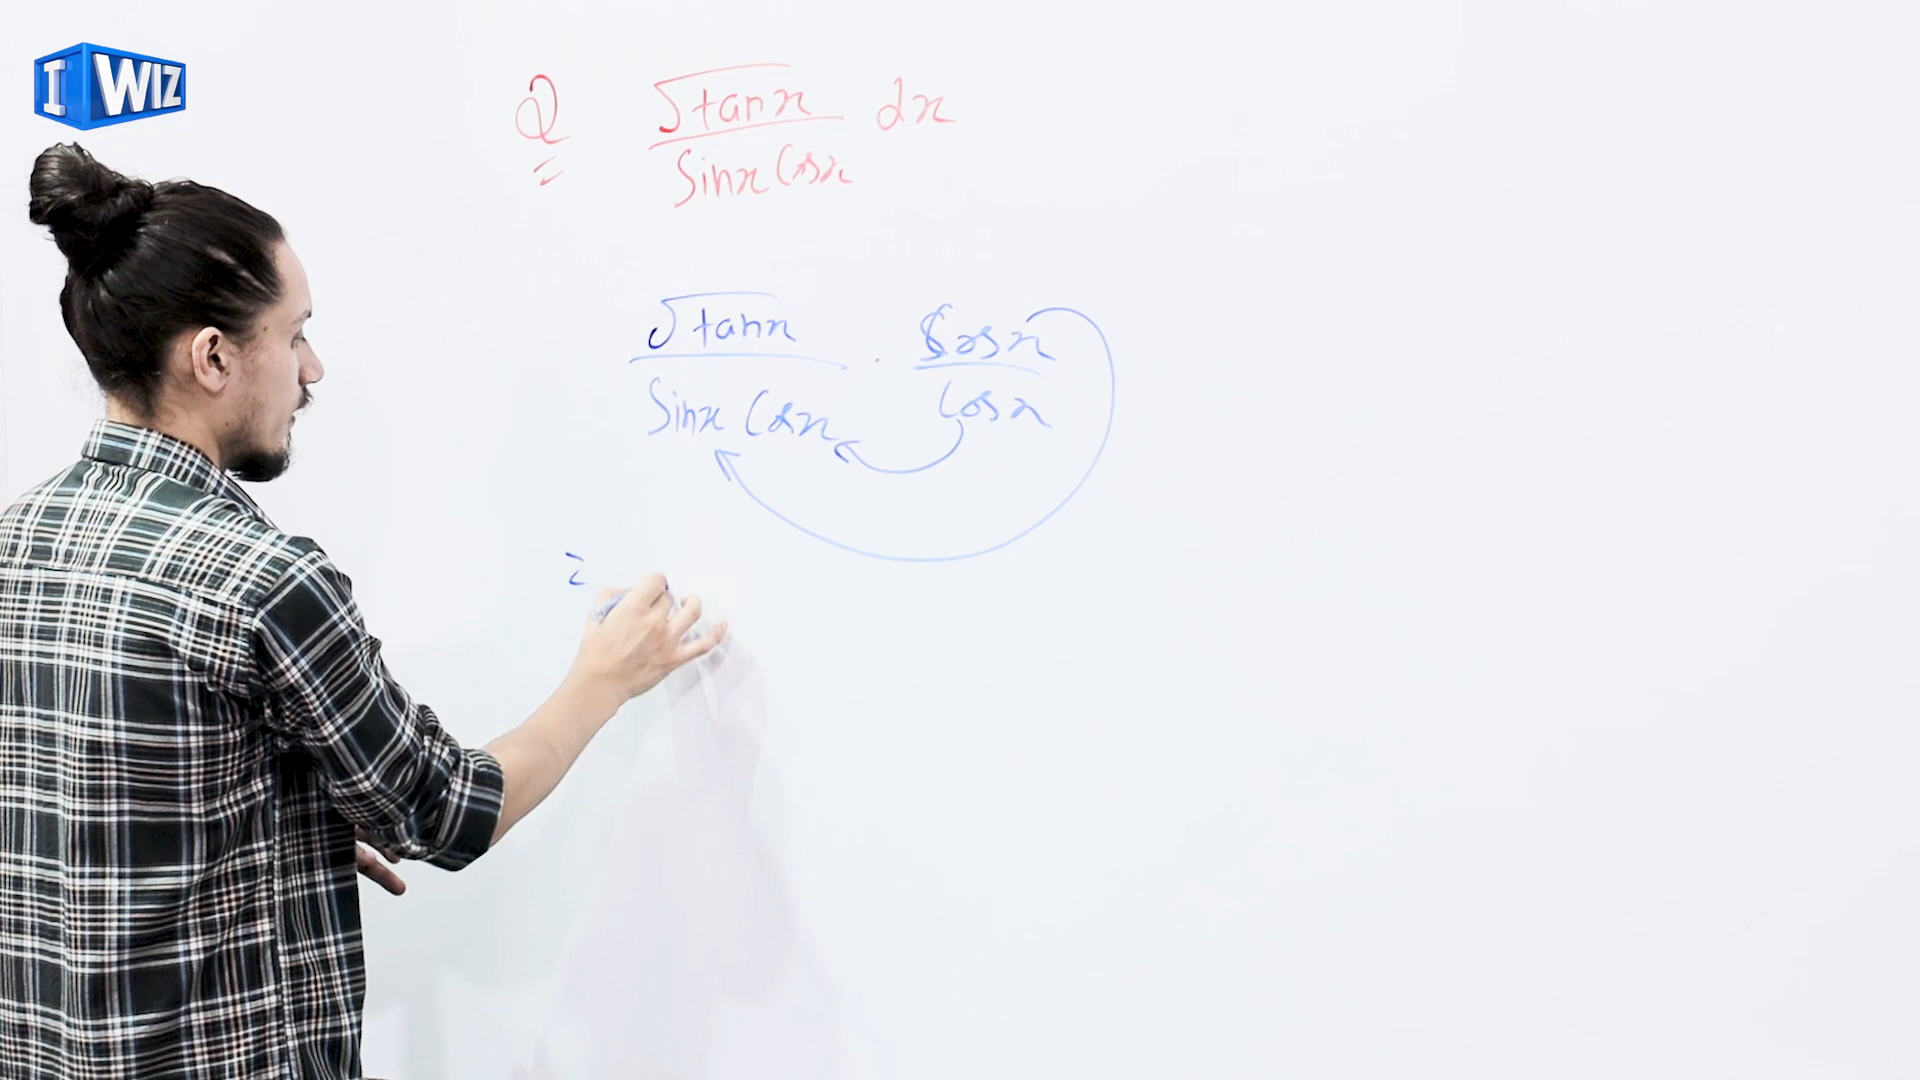 I WIZ
Q √tanx dx
sinx cosx
√tanx . cosx
sinx cosx cosx
=